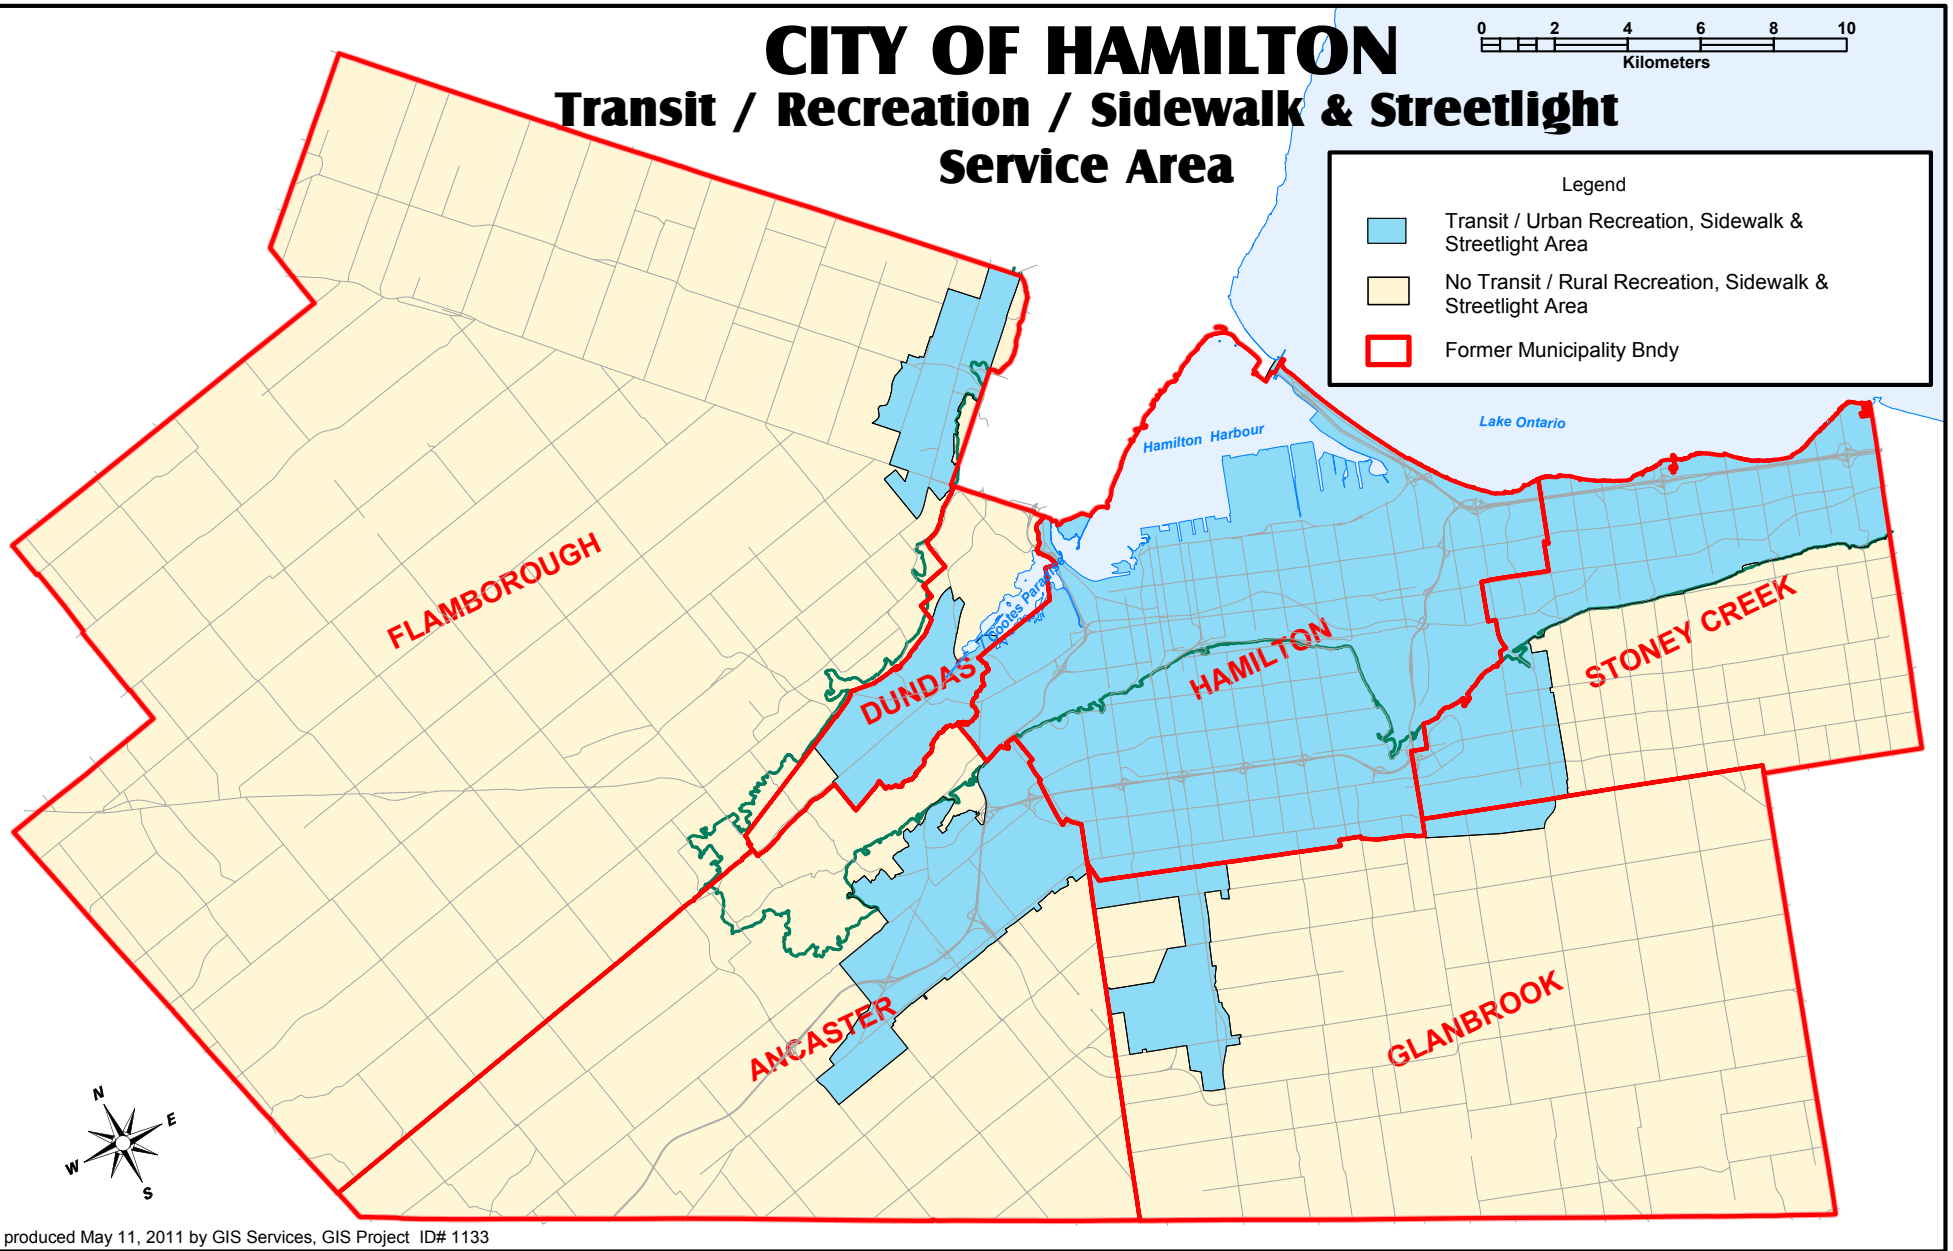 CITY OF HAMILTON
Transit / Recreation / Sidewalk & Streetlight
Service Area
0 2 4 6 8 10
Kilometers
Legend
Transit / Urban Recreation, Sidewalk &
Streetlight Area
No Transit / Rural Recreation, Sidewalk &
Streetlight Area
Former Municipality Bndy
Lake Ontario
Hamilton Harbour
Cootes Paradise
FLAMBOROUGH
DUNDAS
HAMILTON
STONEY CREEK
ANCASTER
GLANBROOK
N
E
W
S
produced May 11, 2011 by GIS Services, GIS Project ID# 1133